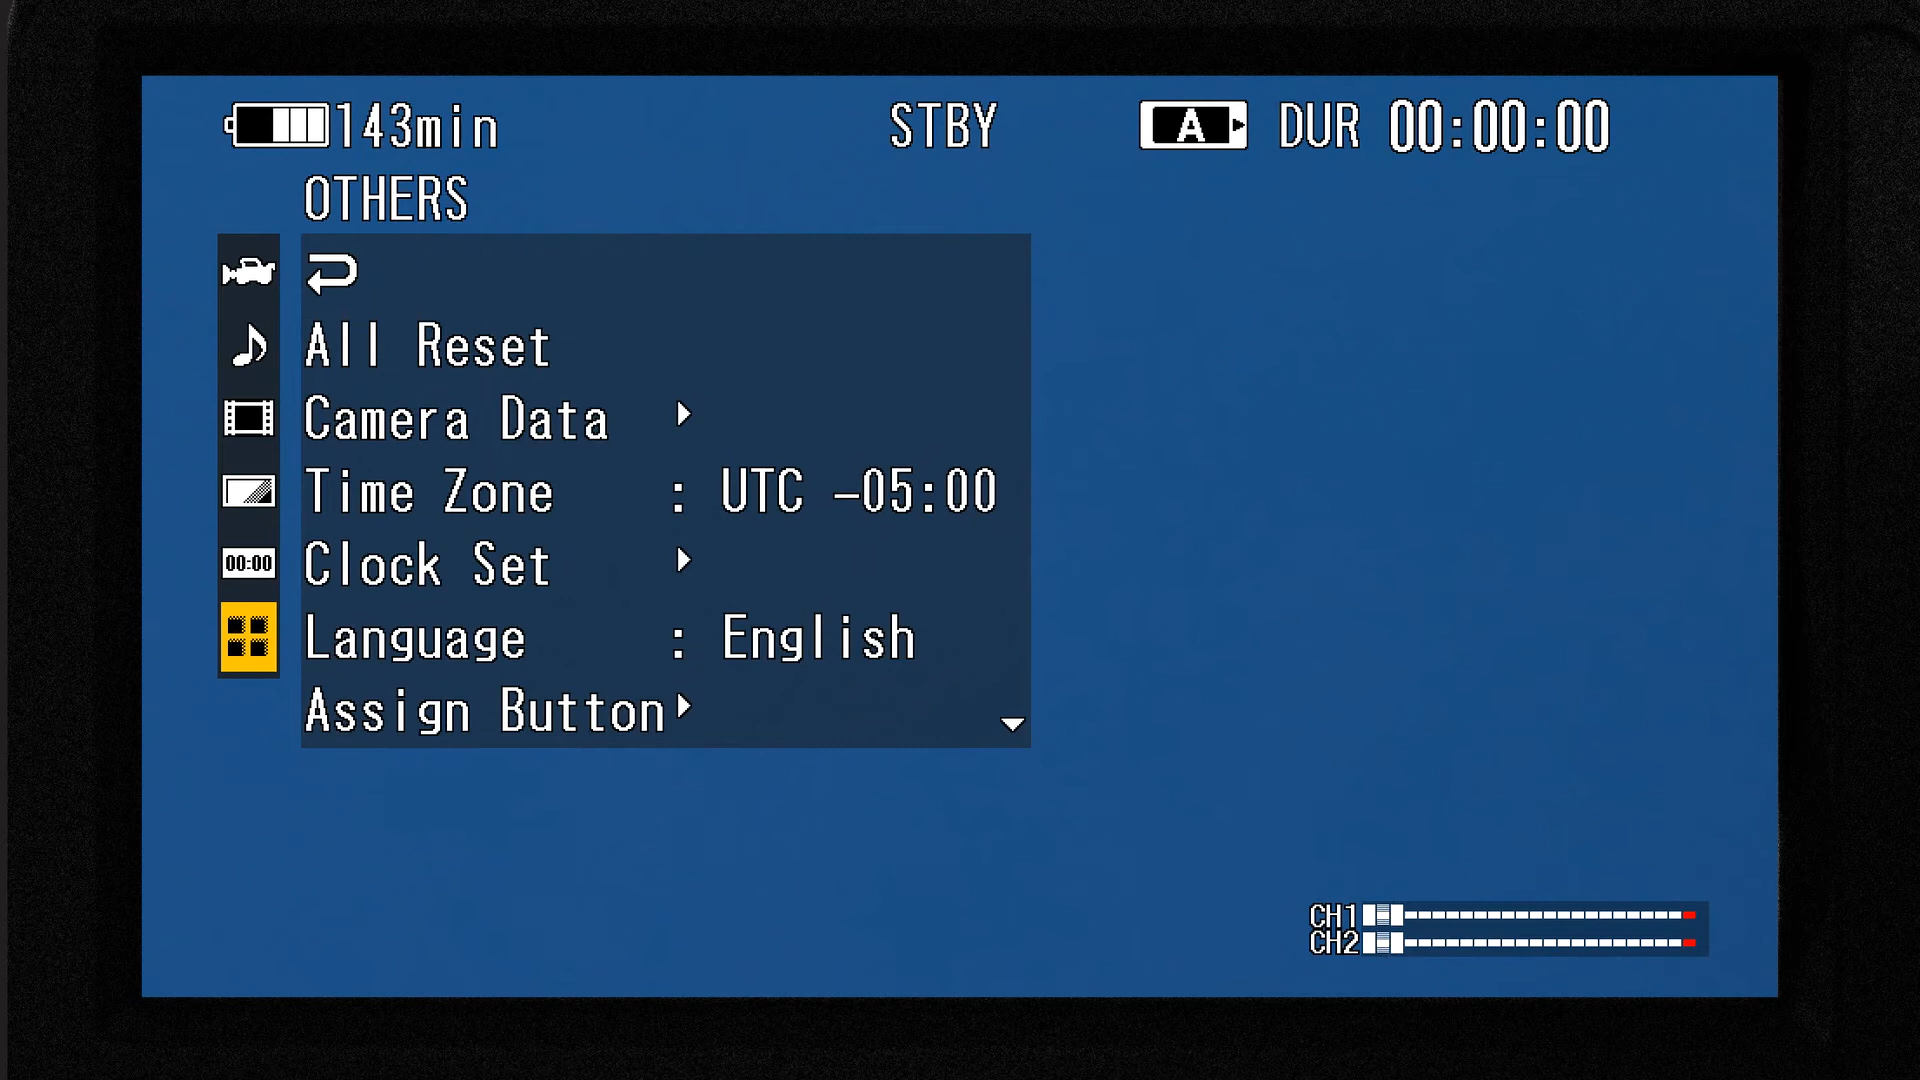 143min
STBY
A
DUR 00:00:00
OTHERS
All Reset
Camera Data
Time Zone : UTC –05:00
Clock Set
00:00
Language : English
Assign Button
CH1
CH2